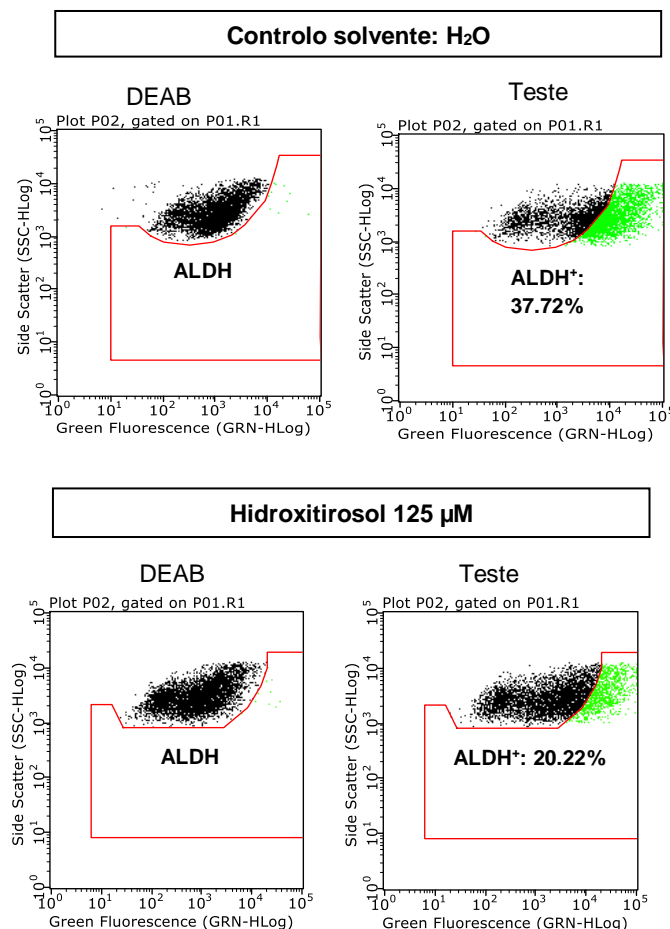 Controlo solvente: H₂O
DEAB
Teste
Plot P02, gated on P01.R1
Plot P02, gated on P01.R1
Side Scatter (SSC-HLog)
10⁵
10⁴
10³
10²
10¹
10⁰
ALDH
10⁰ 10¹ 10² 10³ 10⁴ 10⁵
Green Fluorescence (GRN-HLog)
Side Scatter (SSC-HLog)
10⁵
10⁴
10³
10²
10¹
10⁰
ALDH⁺:
37.72%
10⁰ 10¹ 10² 10³ 10⁴ 10⁵
Green Fluorescence (GRN-HLog)
Hidroxitirosol 125 µM
DEAB
Teste
Plot P02, gated on P01.R1
Plot P02, gated on P01.R1
Side Scatter (SSC-HLog)
10⁵
10⁴
10³
10²
10¹
10⁰
ALDH
10⁰ 10¹ 10² 10³ 10⁴ 10⁵
Green Fluorescence (GRN-HLog)
Side Scatter (SSC-HLog)
10⁵
10⁴
10³
10²
10¹
10⁰
ALDH⁺: 20.22%
10⁰ 10¹ 10² 10³ 10⁴ 10⁵
Green Fluorescence (GRN-HLog)